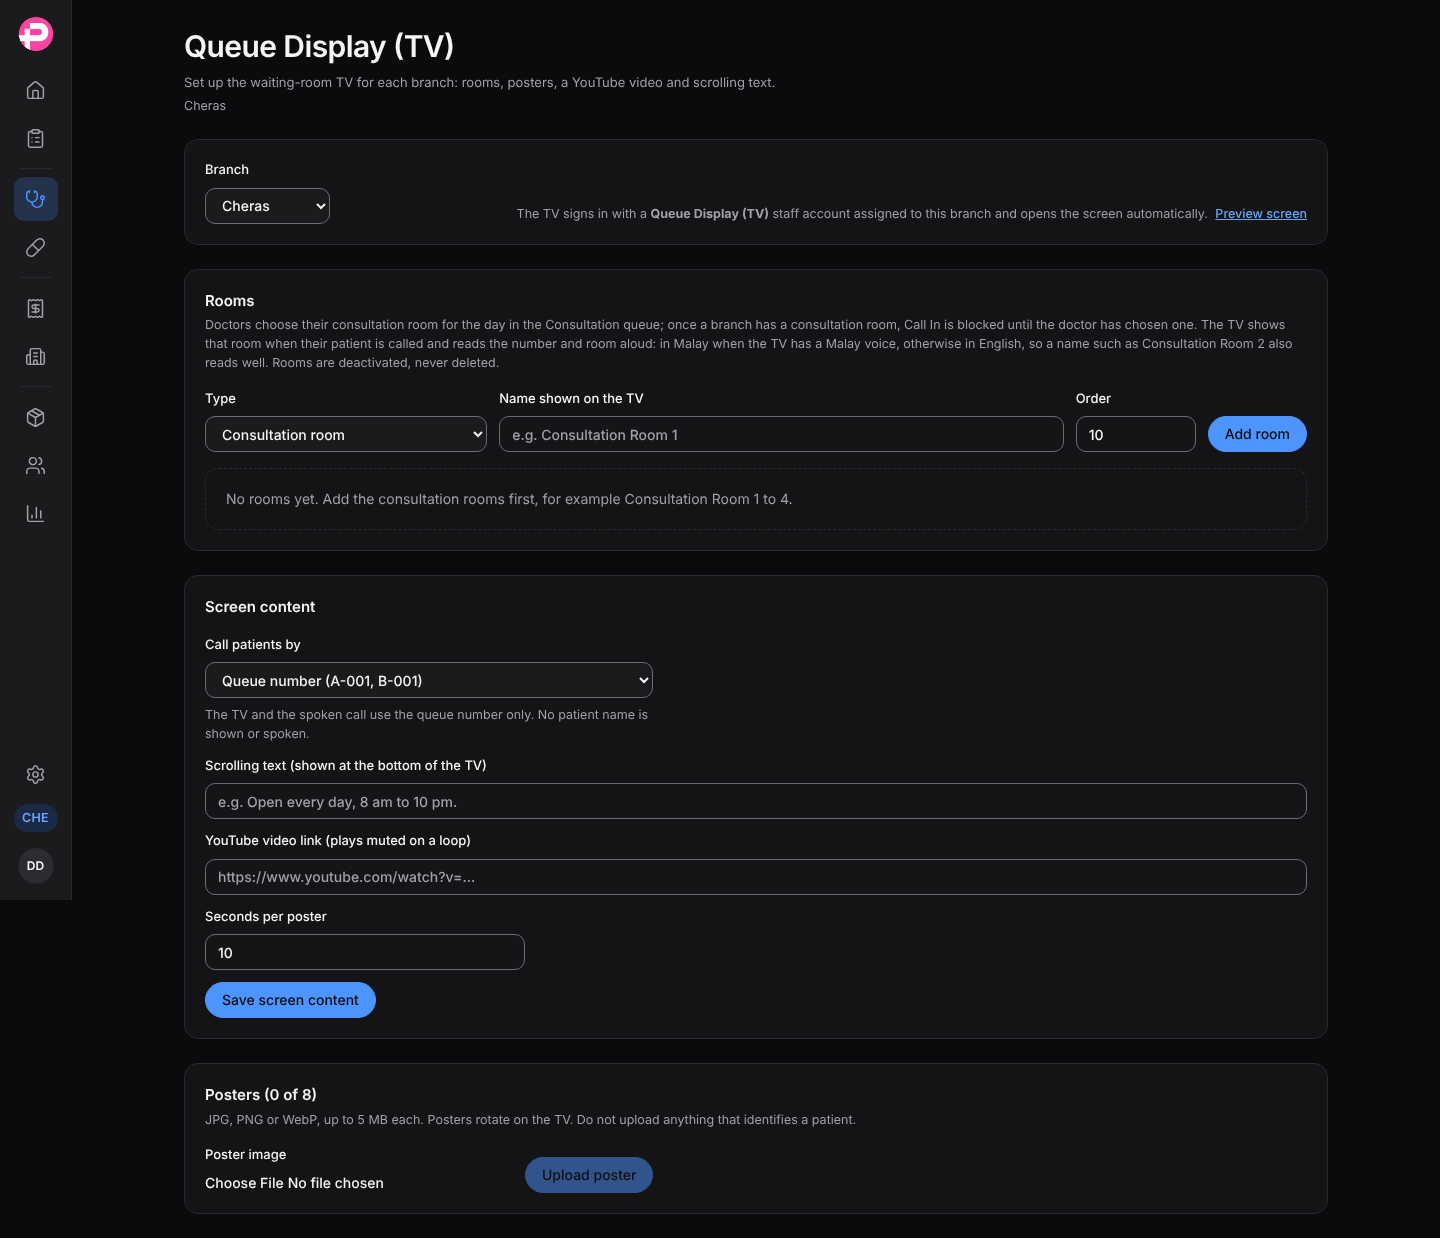 Queue Display (TV)
Set up the waiting-room TV for each branch: rooms, posters, a YouTube video and scrolling text.
Cheras
Branch
Cheras
The TV signs in with a Queue Display (TV) staff account assigned to this branch and opens the screen automatically. Preview screen
Rooms
Doctors choose their consultation room for the day in the Consultation queue; once a branch has a consultation room, Call In is blocked until the doctor has chosen one. The TV shows
that room when their patient is called and reads the number and room aloud: in Malay when the TV has a Malay voice, otherwise in English, so a name such as Consultation Room 2 also
reads well. Rooms are deactivated, never deleted.
Type Name shown on the TV Order
Consultation room e.g. Consultation Room 1 10 Add room
No rooms yet. Add the consultation rooms first, for example Consultation Room 1 to 4.
Screen content
Call patients by
Queue number (A-001, B-001)
The TV and the spoken call use the queue number only. No patient name is
shown or spoken.
Scrolling text (shown at the bottom of the TV)
e.g. Open every day, 8 am to 10 pm.
YouTube video link (plays muted on a loop)
https://www.youtube.com/watch?v=...
Seconds per poster
10
Save screen content
Posters (0 of 8)
JPG, PNG or WebP, up to 5 MB each. Posters rotate on the TV. Do not upload anything that identifies a patient.
Poster image
Choose File No file chosen Upload poster
CHE
DD